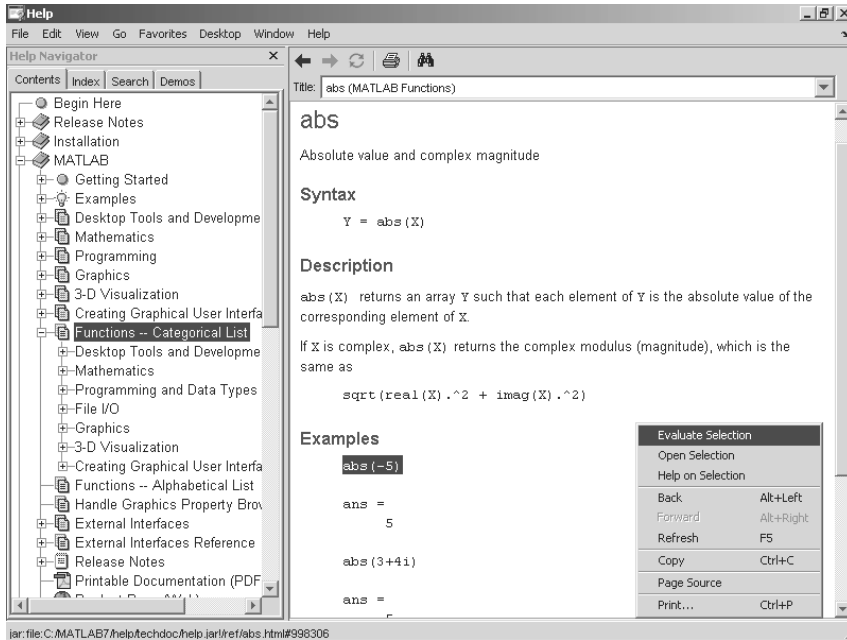 Help
File Edit View Go Favorites Desktop Window Help
Help Navigator
Contents Index Search Demos
Begin Here
Release Notes
Installation
MATLAB
Getting Started
Examples
Desktop Tools and Developme
Mathematics
Programming
Graphics
3-D Visualization
Creating Graphical User Interfa
Functions -- Categorical List
Desktop Tools and Developme
Mathematics
Programming and Data Types
File I/O
Graphics
3-D Visualization
Creating Graphical User Interfa
Functions -- Alphabetical List
Handle Graphics Property Brow
External Interfaces
External Interfaces Reference
Release Notes
Printable Documentation (PDF
Title: abs (MATLAB Functions)
abs
Absolute value and complex magnitude
Syntax
Y = abs(X)
Description
abs(X) returns an array Y such that each element of Y is the absolute value of the
corresponding element of X.
If X is complex, abs(X) returns the complex modulus (magnitude), which is the
same as
sqrt(real(X).^2 + imag(X).^2)
Examples
abs(-5)
ans =
5
abs(3+4i)
ans =
5
Evaluate Selection
Open Selection
Help on Selection
Back Alt+Left
Forward Alt+Right
Refresh F5
Copy Ctrl+C
Page Source
Print... Ctrl+P
jar:file:C:/MATLAB7/help/techdoc/help.jar!/ref/abs.html#998306